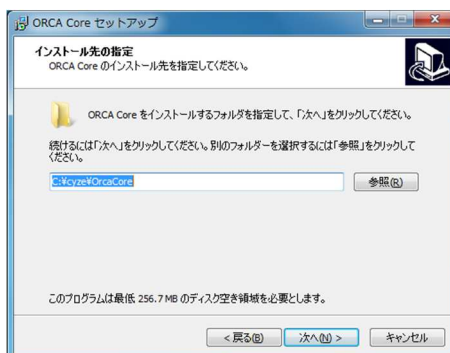 ORCA Core セットアップ
インストール先の指定
ORCA Core のインストール先を指定してください。
ORCA Core をインストールするフォルダを指定して、「次へ」をクリックしてください。
続けるには「次へ」をクリックしてください。別のフォルダーを選択するには「参照」をクリックして
ください。
C:¥cyze¥OrcaCore
参照(R)
このプログラムは最低 256.7 MB のディスク空き領域を必要とします。
< 戻る(B)
次へ(N) >
キャンセル